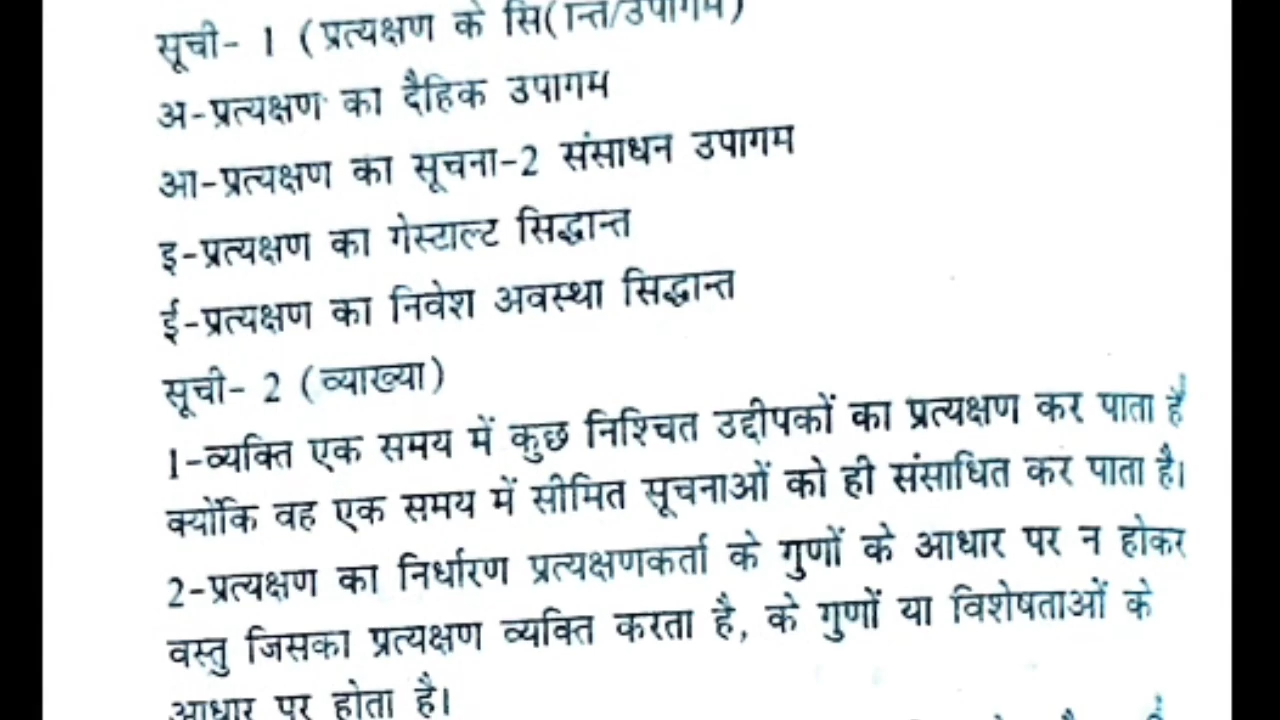 सूची- 1 (प्रत्यक्षण के सि(ान्त/उपागम)
अ-प्रत्यक्षण का दैहिक उपागम
आ-प्रत्यक्षण का सूचना-2 संसाधन उपागम
इ-प्रत्यक्षण का गेस्टाल्ट सिद्धान्त
ई-प्रत्यक्षण का निवेश अवस्था सिद्धान्त
सूची- 2 (व्याख्या)
1-व्यक्ति एक समय में कुछ निश्चित उद्दीपकों का प्रत्यक्षण कर पाता है
क्योंकि वह एक समय में सीमित सूचनाओं को ही संसाधित कर पाता है।
2-प्रत्यक्षण का निर्धारण प्रत्यक्षणकर्ता के गुणों के आधार पर न होकर
वस्तु जिसका प्रत्यक्षण व्यक्ति करता है, के गुणों या विशेषताओं के
आधार पर होता है।